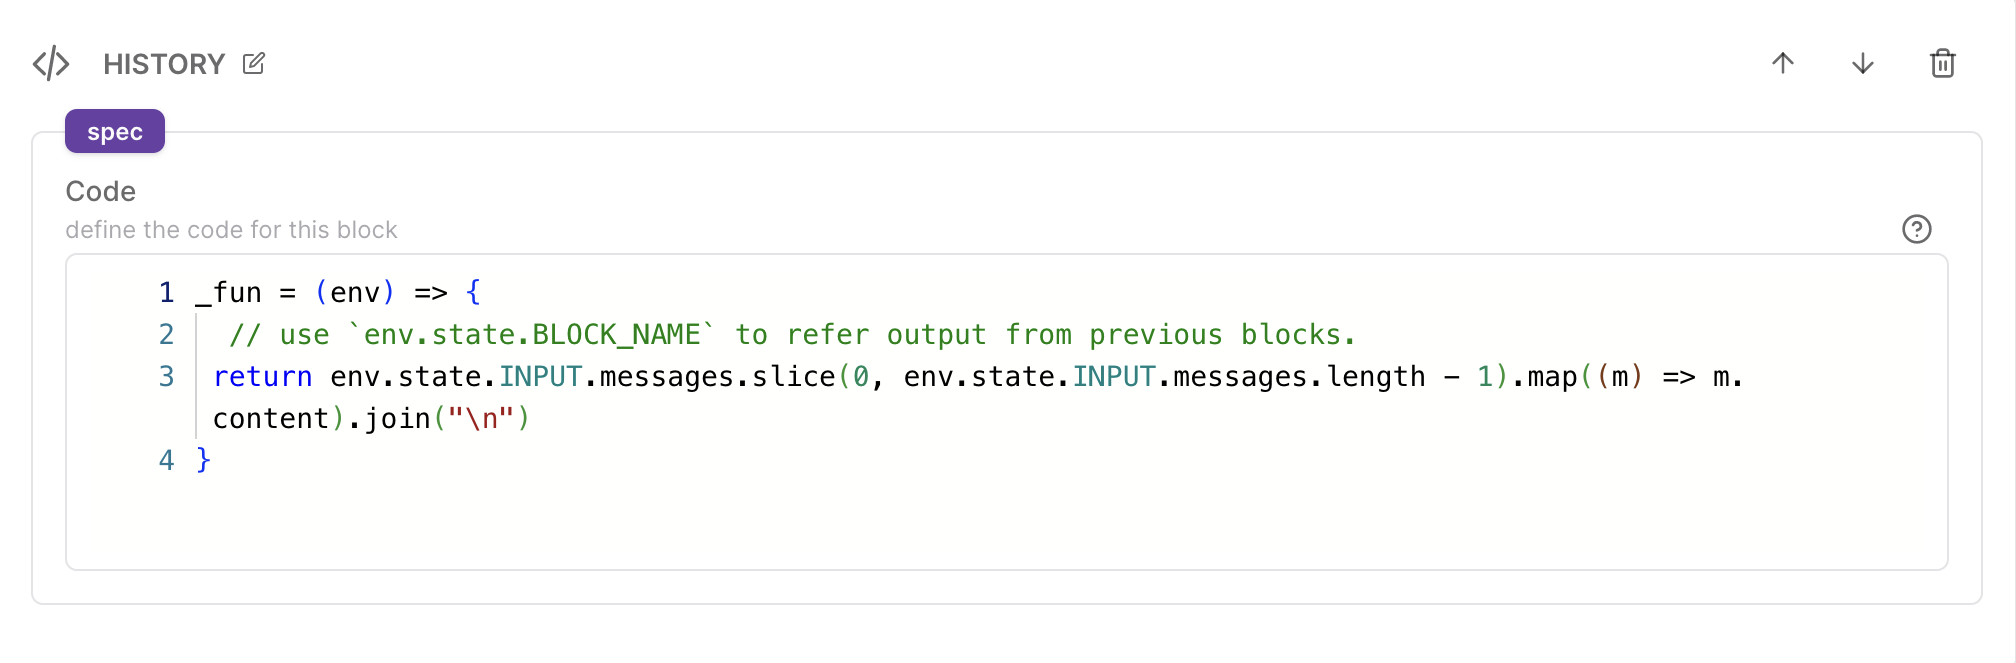 </> HISTORY
spec
Code
define the code for this block
?
1 _fun = (env) => {
2 // use `env.state.BLOCK_NAME` to refer output from previous blocks.
3 return env.state.INPUT.messages.slice(0, env.state.INPUT.messages.length - 1).map((m) => m.
content).join("\n")
4 }